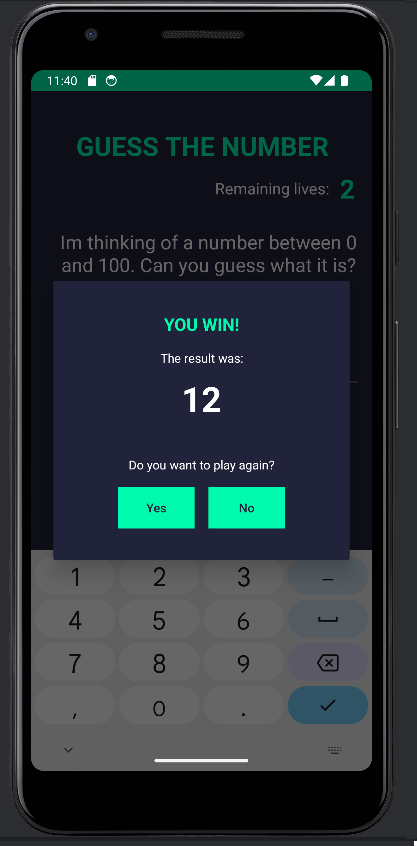 11:40
GUESS THE NUMBER
Remaining lives: 2
Im thinking of a number between 0
and 100. Can you guess what it is?
YOU WIN!
The result was:
12
Do you want to play again?
Yes No
1 2 3 –
4 5 6
7 8 9
, 0 .